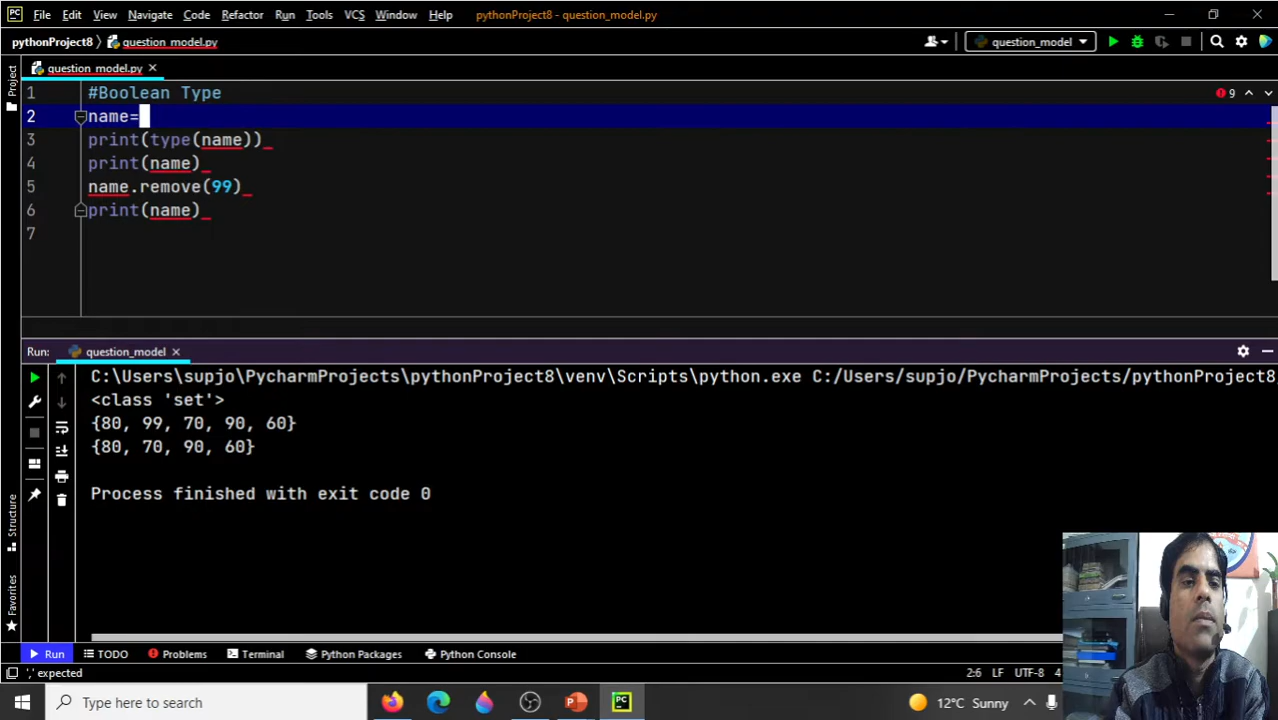 PC File Edit View Navigate Code Refactor Run Tools VCS Window Help pythonProject8 - question_model.py
pythonProject8 question_model.py question_model
Project
question_model.py
1 #Boolean Type 9
2 name=
3 print(type(name))
4 print(name)
5 name.remove(99)
6 print(name)
7
Run: question_model
C:\Users\supjo\PycharmProjects\pythonProject8\venv\Scripts\python.exe C:/Users/supjo/PycharmProjects/pythonProject8
<class 'set'>
{80, 99, 70, 90, 60}
{80, 70, 90, 60}
Process finished with exit code 0
Structure
Favorites
Run TODO Problems Terminal Python Packages Python Console
',' expected 2:6 LF UTF-8 4
Type here to search 12°C Sunny